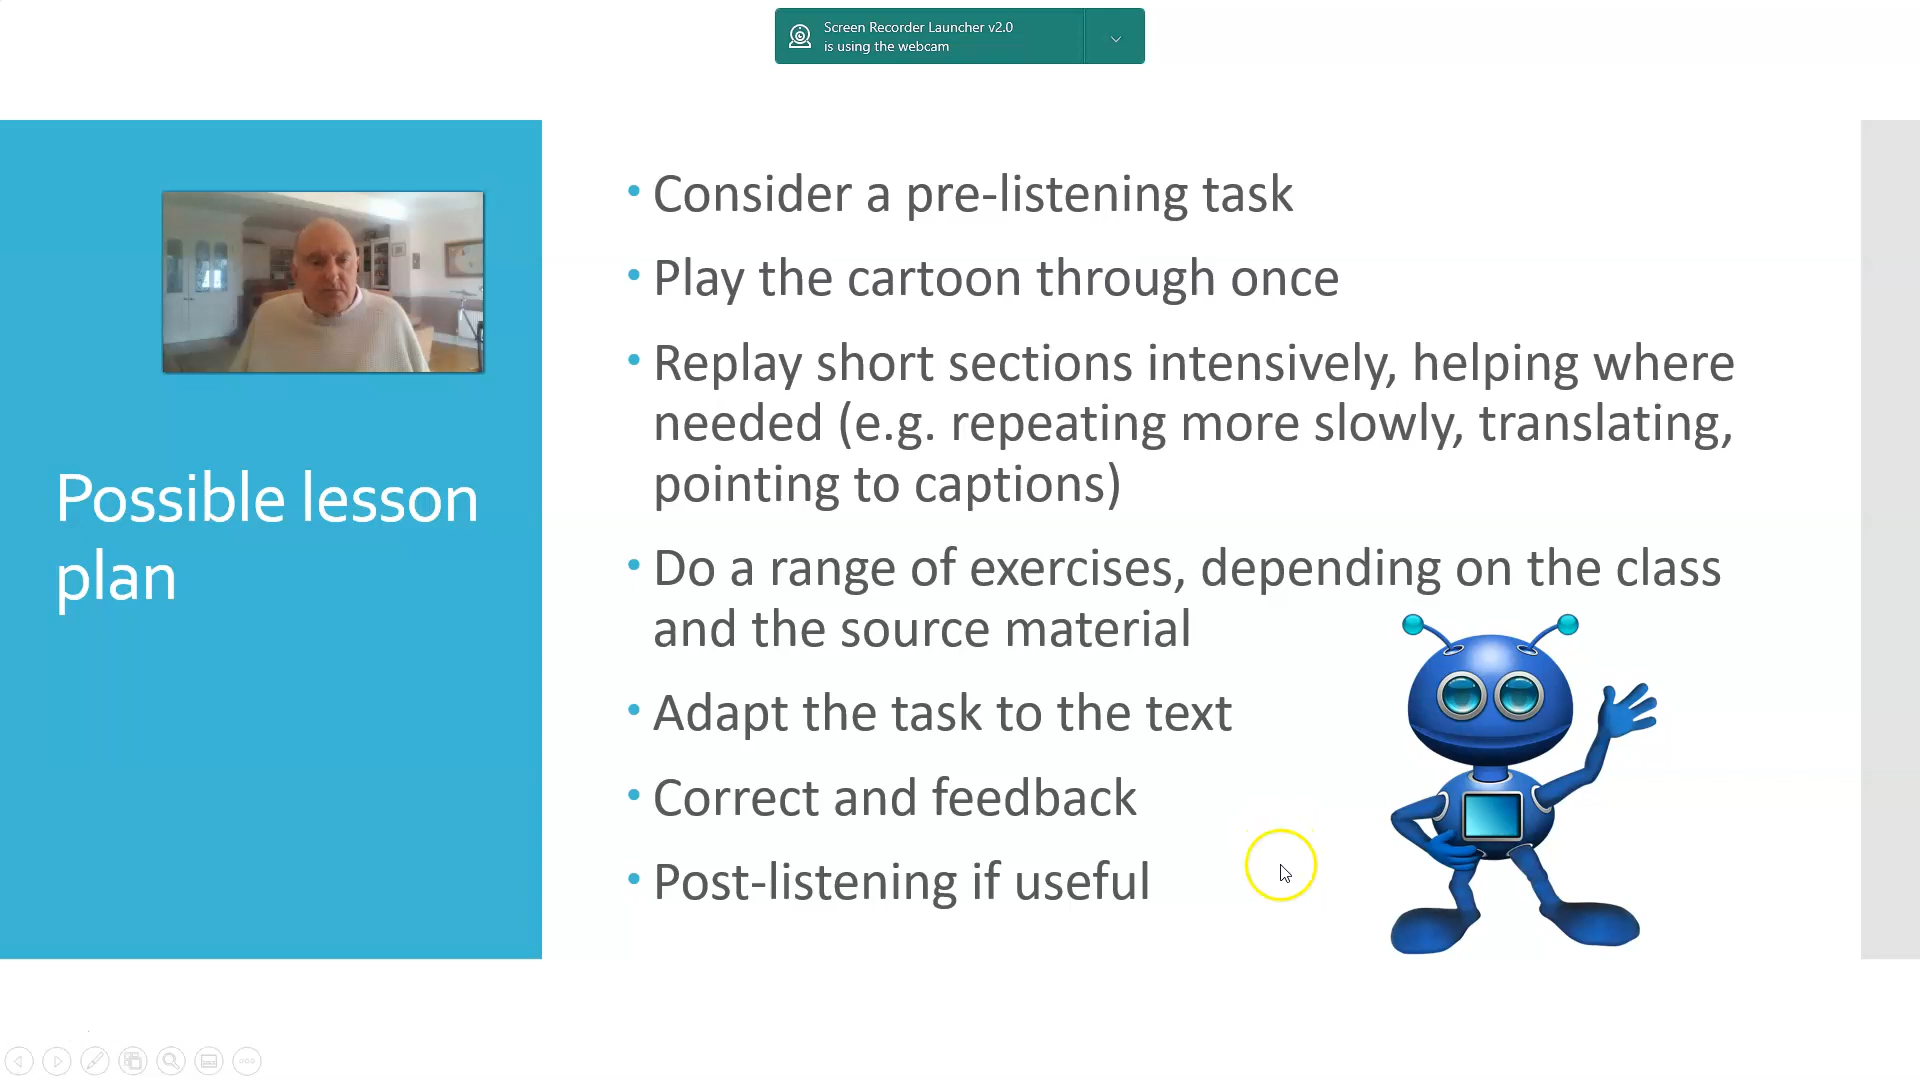 Screen Recorder Launcher v2.0
is using the webcam
Possible lesson
plan
• Consider a pre-listening task
• Play the cartoon through once
• Replay short sections intensively, helping where
needed (e.g. repeating more slowly, translating,
pointing to captions)
• Do a range of exercises, depending on the class
and the source material
• Adapt the task to the text
• Correct and feedback
• Post-listening if useful